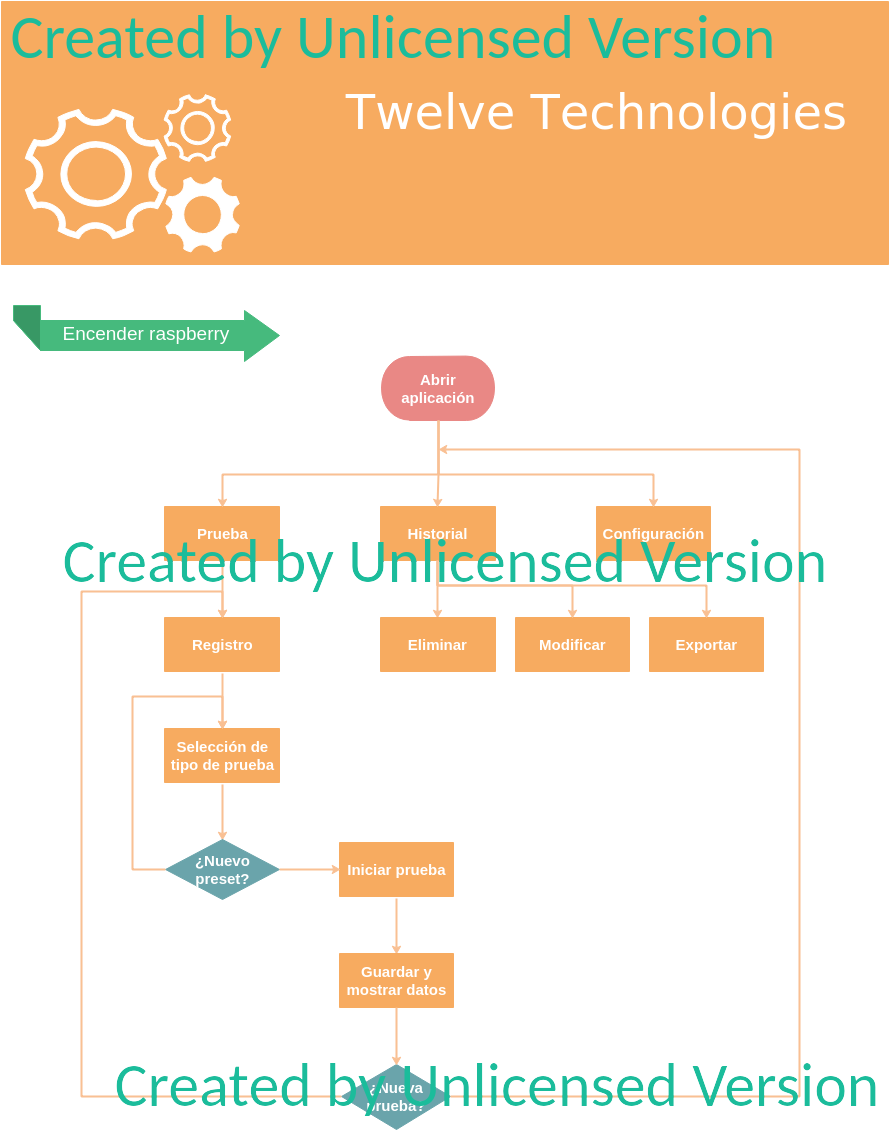 Created by Unlicensed Version
Twelve Technologies
Encender raspberry
Abrir
aplicación
Prueba
Historial
Configuración
Created by Unlicensed Version
Registro
Eliminar
Modificar
Exportar
Selección de
tipo de prueba
¿Nuevo
preset?
Iniciar prueba
Guardar y
mostrar datos
Created by Unlicensed Version
¿Nueva
prueba?